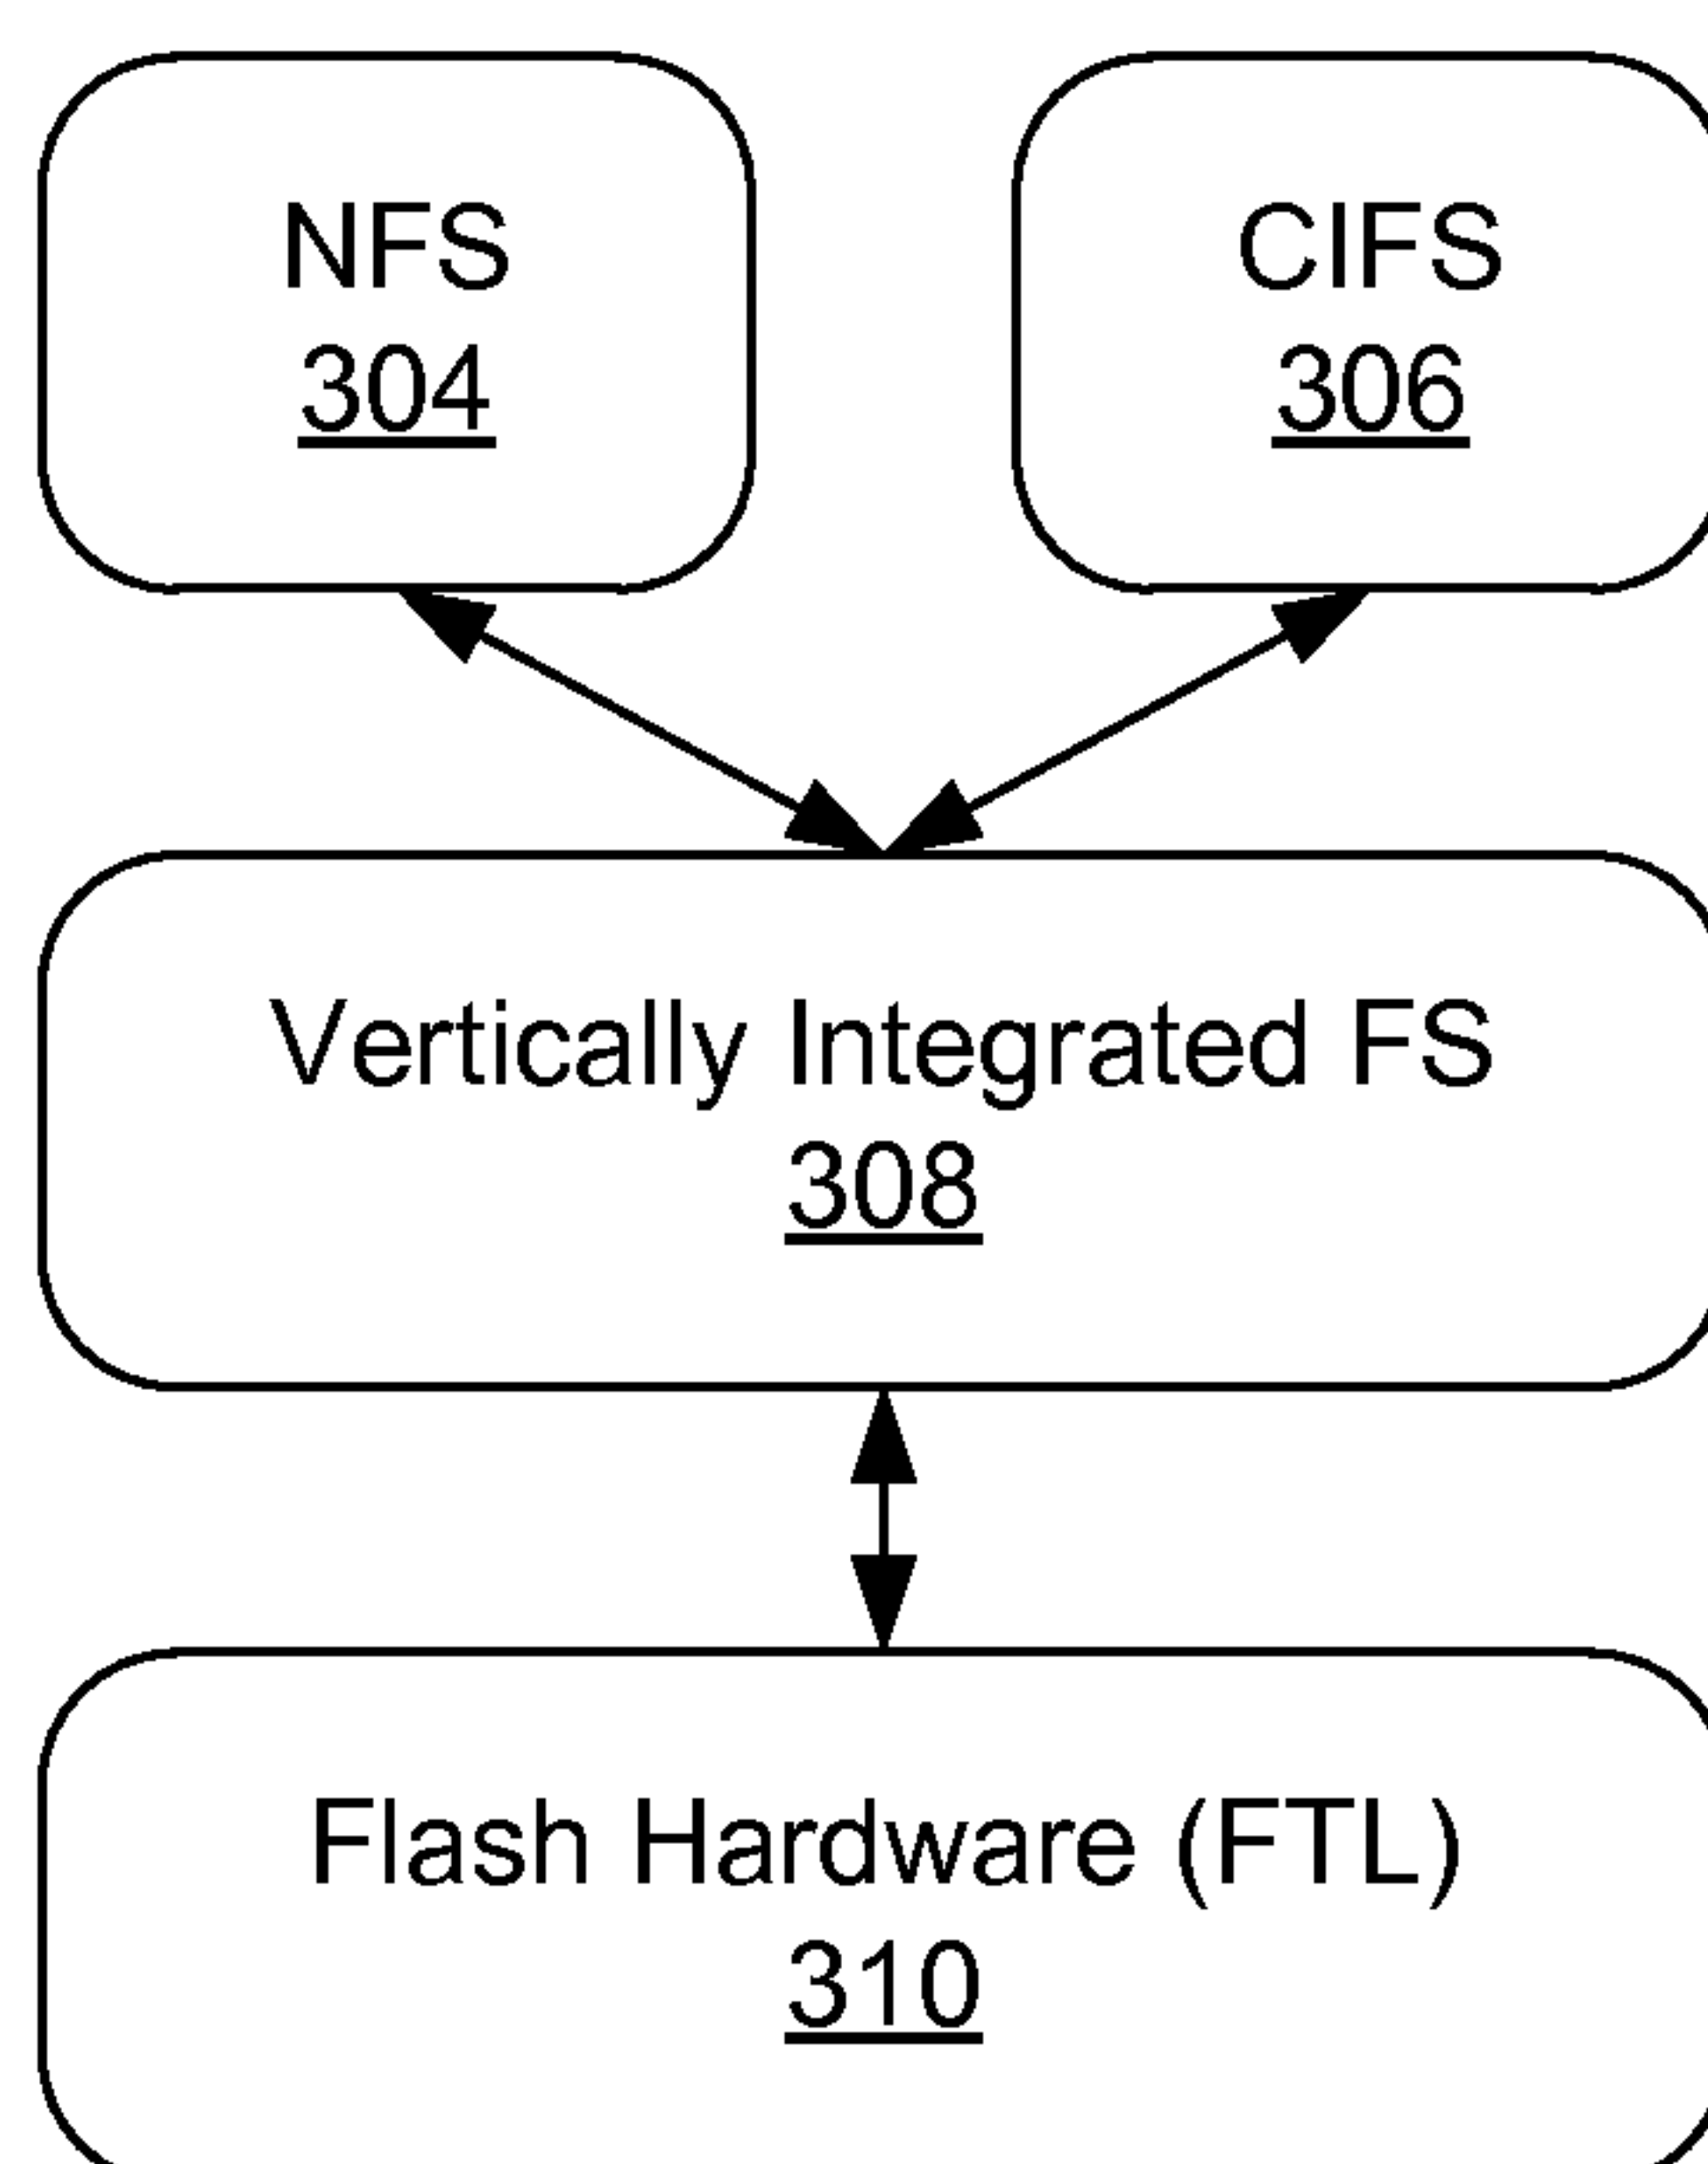 NFS
304
CIFS
306
Vertically Integrated FS
308
Flash Hardware (FTL)
310